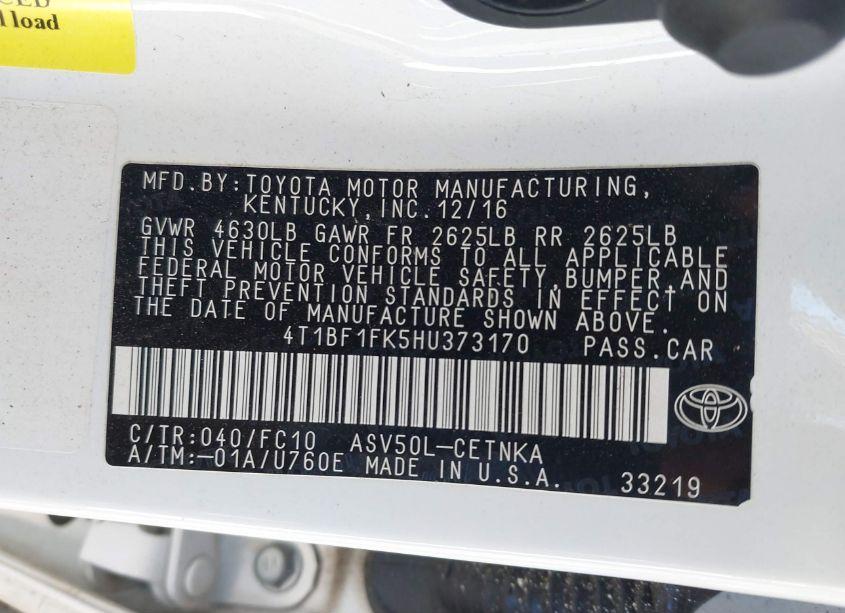 l load
MFD.BY:TOYOTA MOTOR MANUFACTURING,
KENTUCKY,INC.12/16
GVWR 4630LB GAWR FR 2625LB RR 2625LB
THIS VEHICLE CONFORMS TO ALL APPLICABLE
FEDERAL MOTOR VEHICLE SAFETY,BUMPER,AND
THEFT PREVENTION STANDARDS IN EFFECT ON
THE DATE OF MANUFACTURE SHOWN ABOVE.
4T1BF1FK5HU373170 PASS.CAR
C/TR:040/FC10 ASV50L-CETNKA
A/TM:-01A/U760E MADE IN U.S.A. 33219